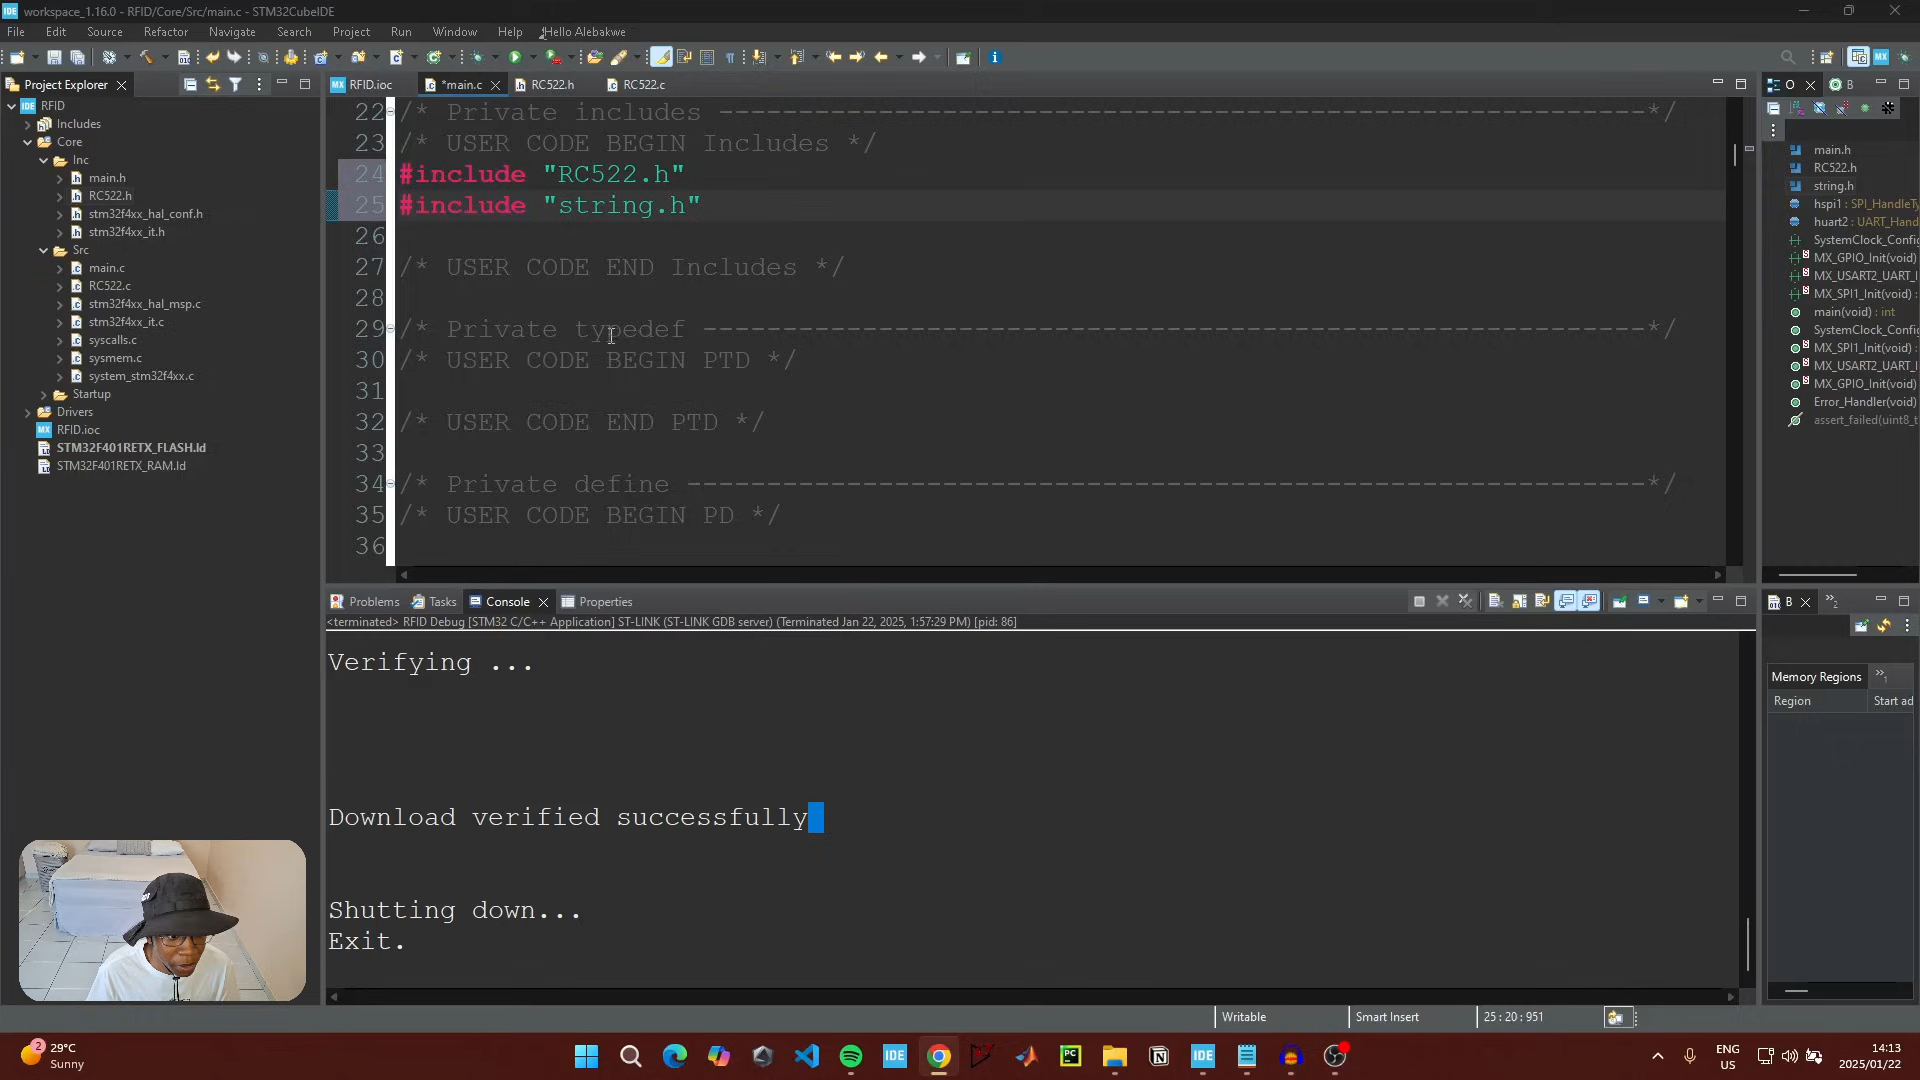 workspace_1.16.0 - RFID/Core/Src/main.c - STM32CubeIDE
File Edit Source Refactor Navigate Search Project Run Window Help Hello Alebakwe
Project Explorer
RFID
Includes
Core
Inc
main.h
RC522.h
stm32f4xx_hal_conf.h
stm32f4xx_it.h
Src
main.c
RC522.c
stm32f4xx_hal_msp.c
stm32f4xx_it.c
syscalls.c
sysmem.c
system_stm32f4xx.c
Startup
Drivers
RFID.ioc
STM32F401RETX_FLASH.ld
STM32F401RETX_RAM.ld
RFID.ioc *main.c RC522.h RC522.c
22 /* Private includes ----------------------------------------------------------*/
23 /* USER CODE BEGIN Includes */
24 #include "RC522.h"
25 #include "string.h"
26
27 /* USER CODE END Includes */
28
29 /* Private typedef -----------------------------------------------------------*/
30 /* USER CODE BEGIN PTD */
31
32 /* USER CODE END PTD */
33
34 /* Private define ------------------------------------------------------------*/
35 /* USER CODE BEGIN PD */
36
O B
main.h
RC522.h
string.h
hspi1 : SPI_HandleTy
huart2 : UART_Hand
SystemClock_Config
MX_GPIO_Init(void)
MX_USART2_UART_I
MX_SPI1_Init(void) :
main(void) : int
SystemClock_Config
MX_SPI1_Init(void) :
MX_USART2_UART_I
MX_GPIO_Init(void)
Error_Handler(void)
assert_failed(uint8_t
Problems Tasks Console Properties
<terminated> RFID Debug [STM32 C/C++ Application] ST-LINK (ST-LINK GDB server) (Terminated Jan 22, 2025, 1:57:29 PM) [pid: 86]
Verifying ...
Download verified successfully
Shutting down...
Exit.
B
Memory Regions
Region Start ad
Writable Smart Insert 25 : 20 : 951
2
29°C
Sunny
IDE
PC
IDE
ENG
US
14:13
2025/01/22